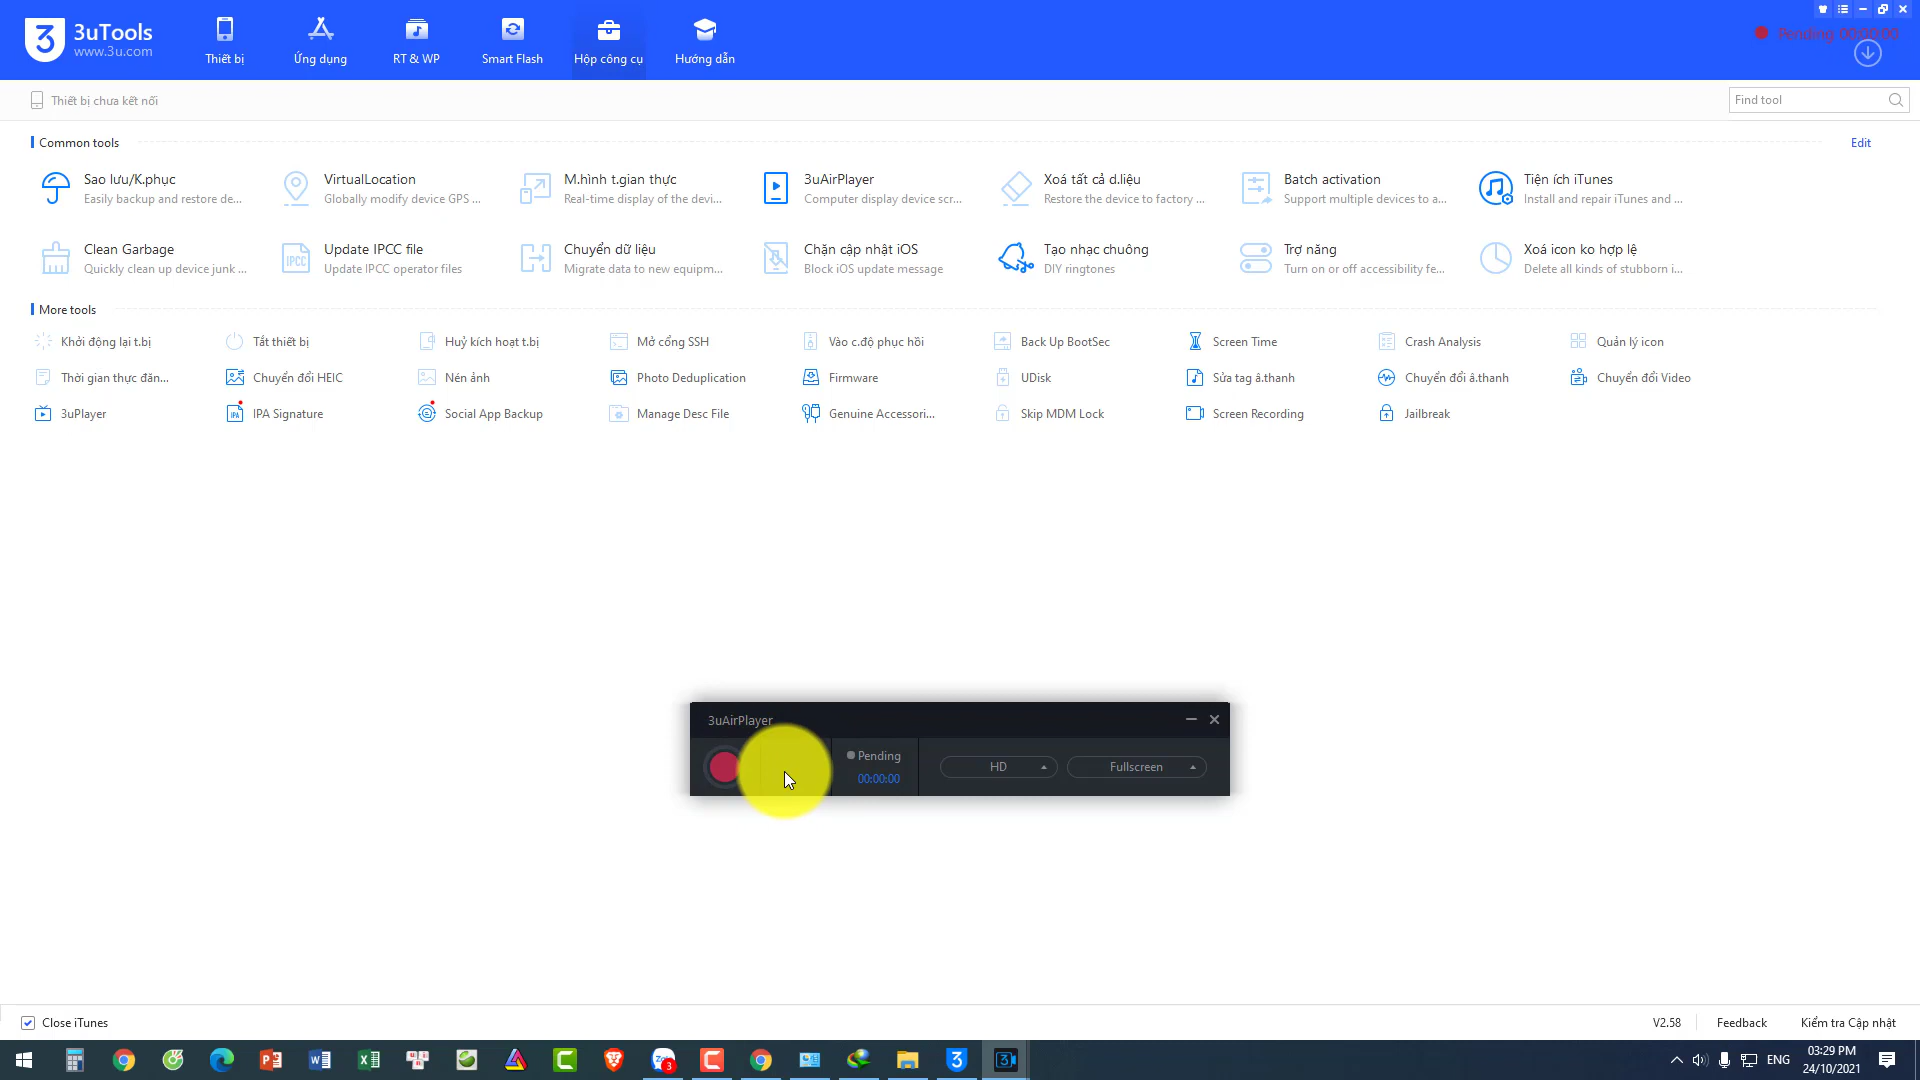 3uTools
www.3u.com
Thiết bị
Ứng dụng
RT & WP
Smart Flash
Hộp công cụ
Hướng dẫn
Pending 00:00:00
Thiết bị chưa kết nối
Find tool
Common tools
Edit
Sao lưu/K.phục
Easily backup and restore de...
VirtualLocation
Globally modify device GPS ...
M.hình t.gian thực
Real-time display of the devi...
3uAirPlayer
Computer display device scr...
Xoá tất cả d.liệu
Restore the device to factory ...
Batch activation
Support multiple devices to a...
Tiện ích iTunes
Install and repair iTunes and ...
Clean Garbage
Quickly clean up device junk ...
IPCC
Update IPCC file
Update IPCC operator files
Chuyển dữ liệu
Migrate data to new equipm...
Chặn cập nhật iOS
Block iOS update message
Tạo nhạc chuông
DIY ringtones
Trợ năng
Turn on or off accessibility fe...
Xoá icon ko hợp lệ
Delete all kinds of stubborn i...
More tools
Khởi động lại t.bị
Tắt thiết bị
Huỷ kích hoạt t.bị
Mở cổng SSH
Vào c.độ phục hồi
Back Up BootSec
Screen Time
Crash Analysis
Quản lý icon
Thời gian thực đăn...
Chuyển đổi HEIC
Nén ảnh
Photo Deduplication
Firmware
UDisk
Sửa tag â.thanh
Chuyển đổi â.thanh
Chuyển đổi Video
3uPlayer
IPA Signature
Social App Backup
Manage Desc File
Genuine Accessori...
Skip MDM Lock
Screen Recording
Jailbreak
3uAirPlayer
Pending
00:00:00
HD
Fullscreen
Close iTunes
V2.58
Feedback
Kiểm tra Cập nhật
ENG
03:29 PM
24/10/2021